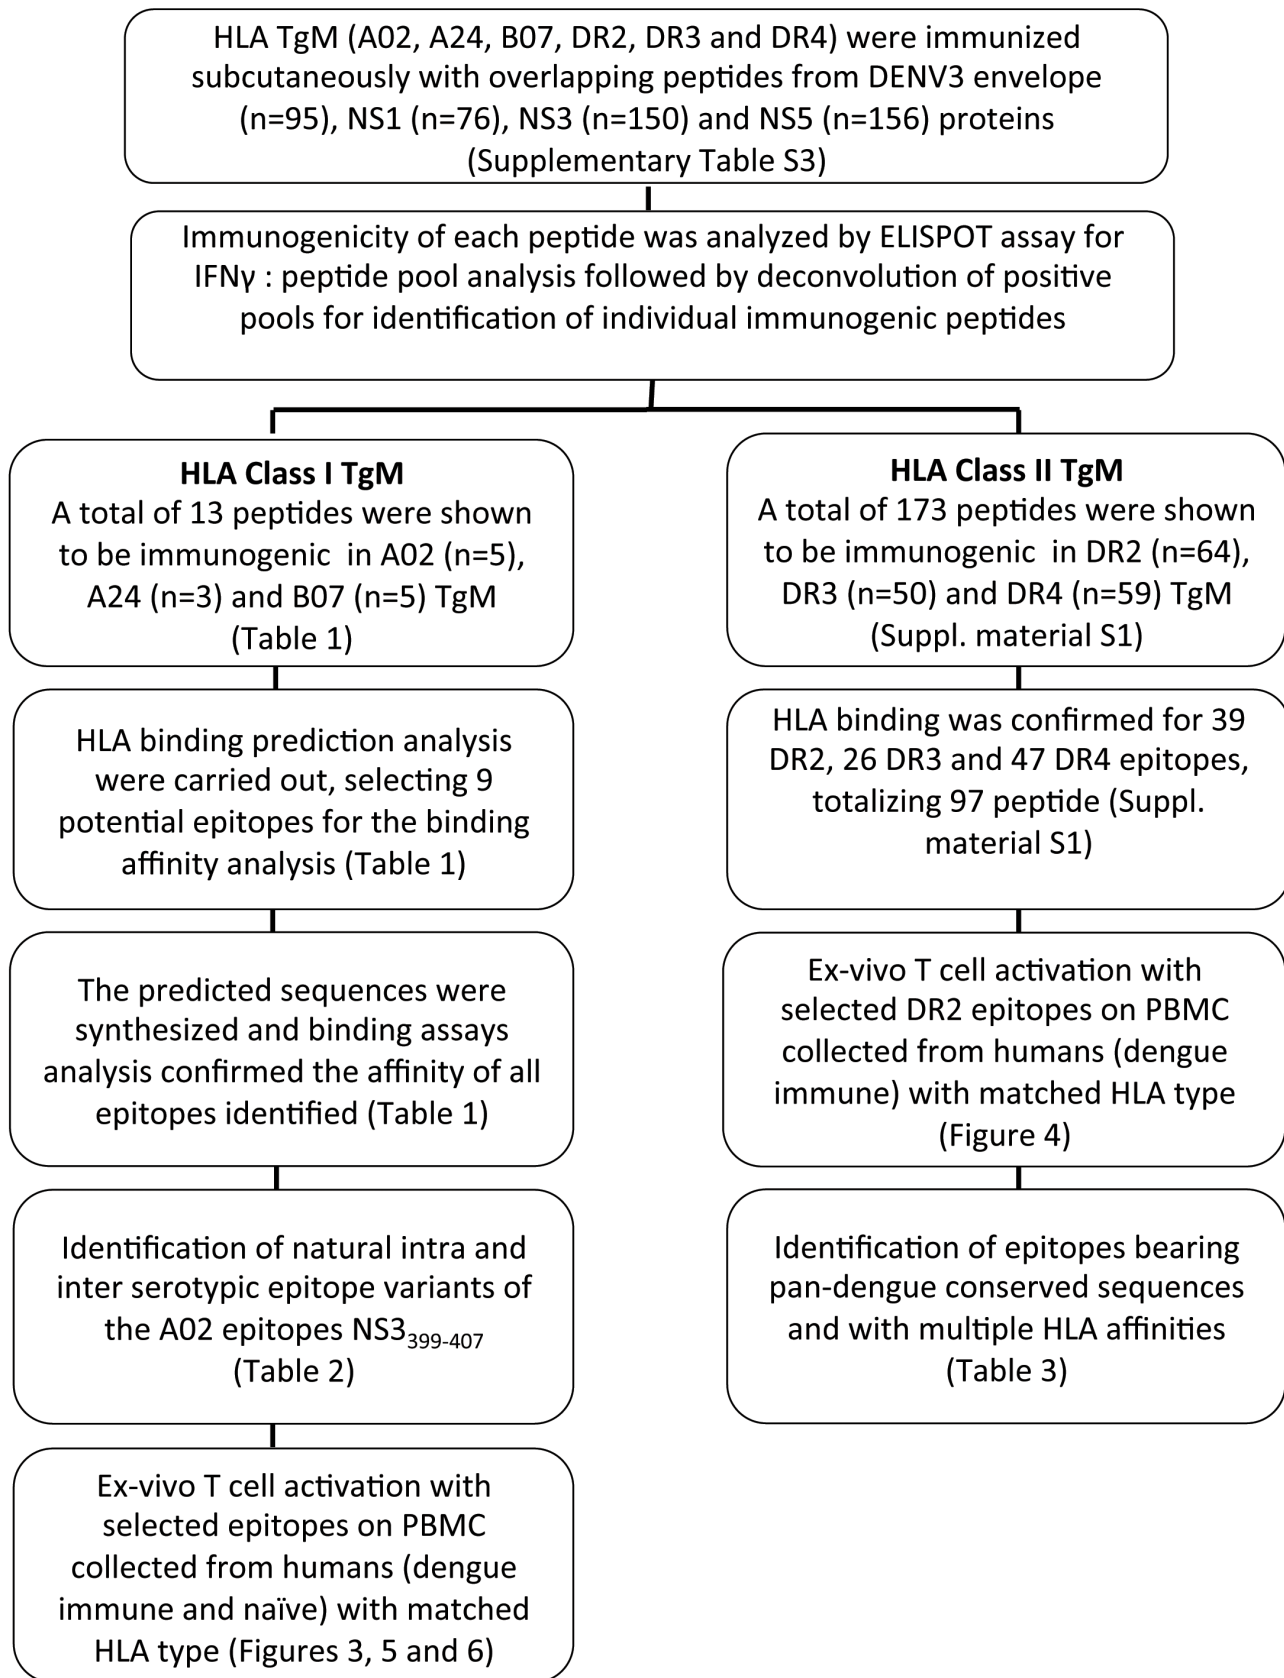 HLA TgM (A02, A24, B07, DR2, DR3 and DR4) were immunized
subcutaneously with overlapping peptides from DENV3 envelope
(n=95), NS1 (n=76), NS3 (n=150) and NS5 (n=156) proteins
(Supplementary Table S3)
Immunogenicity of each peptide was analyzed by ELISPOT assay for
IFNγ : peptide pool analysis followed by deconvolution of positive
pools for identification of individual immunogenic peptides
HLA Class I TgM
A total of 13 peptides were shown
to be immunogenic in A02 (n=5),
A24 (n=3) and B07 (n=5) TgM
(Table 1)
HLA binding prediction analysis
were carried out, selecting 9
potential epitopes for the binding
affinity analysis (Table 1)
The predicted sequences were
synthesized and binding assays
analysis confirmed the affinity of all
epitopes identified (Table 1)
Identification of natural intra and
inter serotypic epitope variants of
the A02 epitopes NS3399-407
(Table 2)
Ex-vivo T cell activation with
selected epitopes on PBMC
collected from humans (dengue
immune and naïve) with matched
HLA type (Figures 3, 5 and 6)
HLA Class II TgM
A total of 173 peptides were shown
to be immunogenic in DR2 (n=64),
DR3 (n=50) and DR4 (n=59) TgM
(Suppl. material S1)
HLA binding was confirmed for 39
DR2, 26 DR3 and 47 DR4 epitopes,
totalizing 97 peptide (Suppl.
material S1)
Ex-vivo T cell activation with
selected DR2 epitopes on PBMC
collected from humans (dengue
immune) with matched HLA type
(Figure 4)
Identification of epitopes bearing
pan-dengue conserved sequences
and with multiple HLA affinities
(Table 3)